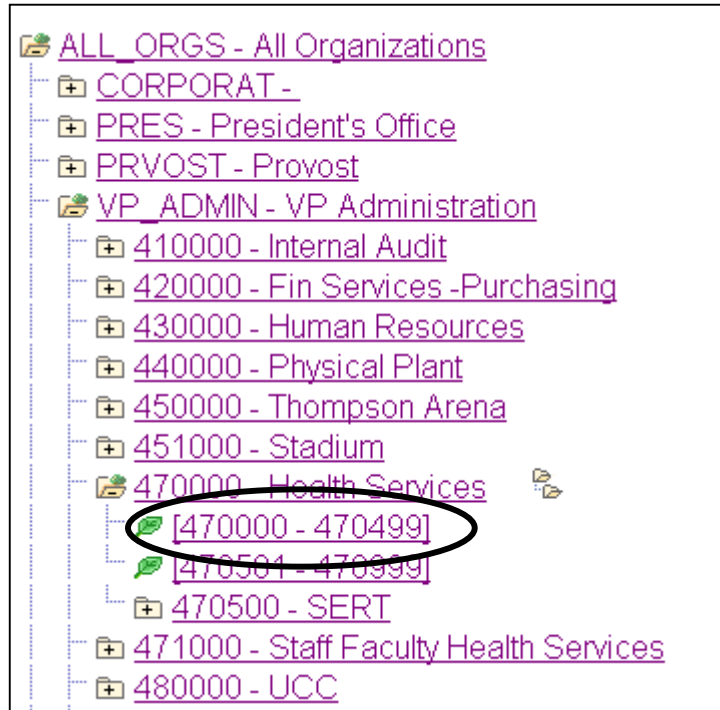 ALL_ORGS - All Organizations
CORPORAT -
PRES - President's Office
PRVOST - Provost
VP_ADMIN - VP Administration
410000 - Internal Audit
420000 - Fin Services -Purchasing
430000 - Human Resources
440000 - Physical Plant
450000 - Thompson Arena
451000 - Stadium
470000 - Health Services
[470000 - 470499]
[470501 - 470999]
470500 - SERT
471000 - Staff Faculty Health Services
480000 - UCC